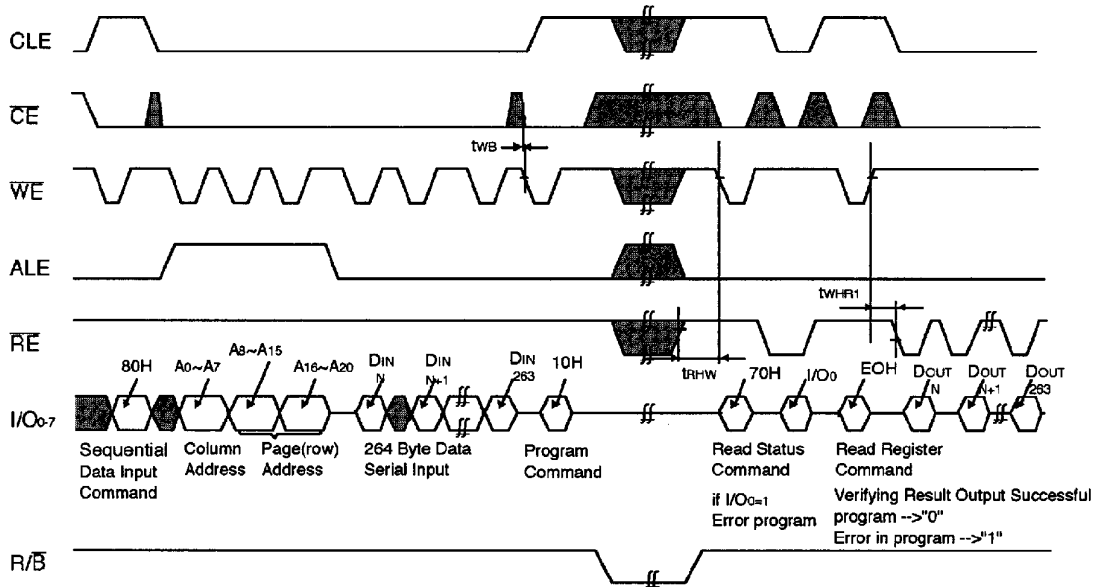 CLE
CE
tWB
WE
ALE
tWHR1
RE
tRHW
80H
A0~A7
A8~A15
A16~A20
DIN N
DIN N+1
DIN 263
10H
70H
I/O0
EOH
DOUT N
DOUT N+1
DOUT 263
I/O0-7
Sequential
Data Input
Command
Column
Address
Page(row)
Address
264 Byte Data
Serial Input
Program
Command
Read Status
Command
if I/O0=1
Error program
Read Register
Command
Verifying Result Output Successful
program -->"0"
Error in program -->"1"
R/B